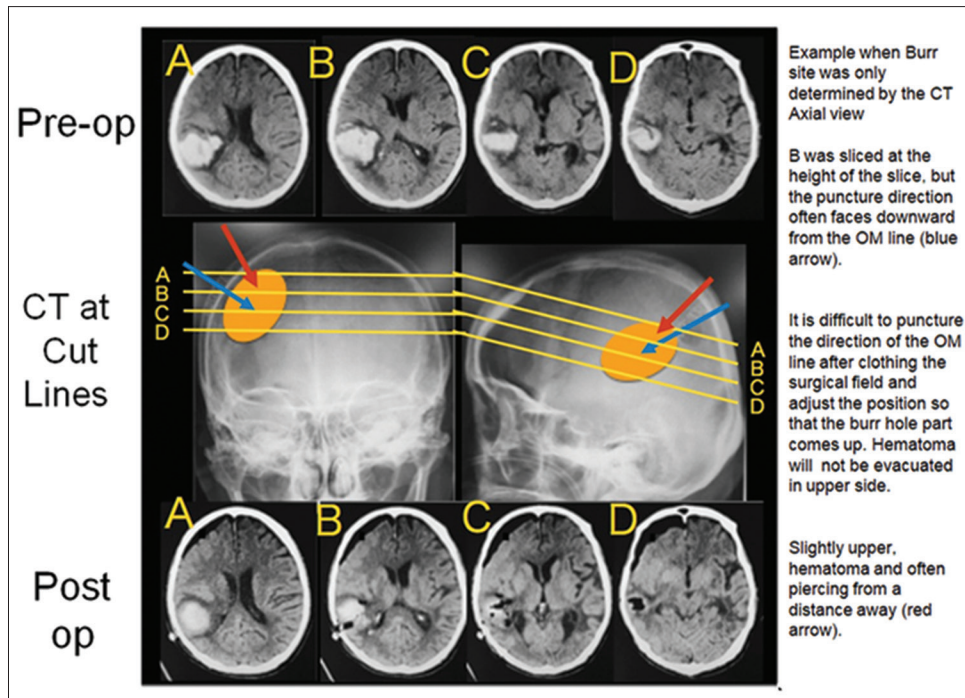 Pre-op
A B C D
Example when Burr
site was only
determined by the CT
Axial view
B was sliced at the
height of the slice, but
the puncture direction
often faces downward
from the OM line (blue
arrow).
CT at
Cut
Lines
A
B
C
D
A
B
C
D
It is difficult to puncture
the direction of the OM
line after clothing the
surgical field and
adjust the position so
that the burr hole part
comes up. Hematoma
will not be evacuated
in upper side.
Post
op
A B C D
Slightly upper,
hematoma and often
piercing from a
distance away (red
arrow).